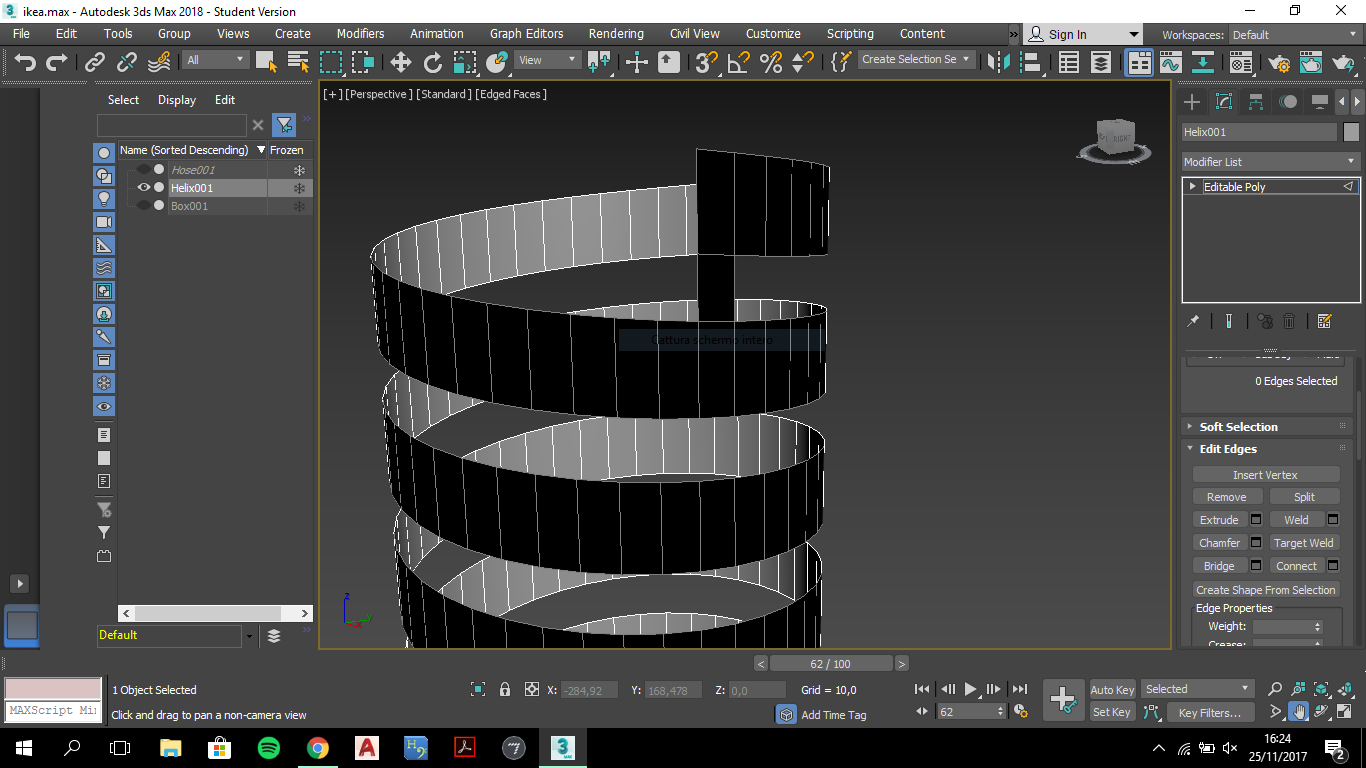 ikea.max - Autodesk 3ds Max 2018 - Student Version
File Edit Tools Group Views Create Modifiers Animation Graph Editors Rendering Civil View Customize Scripting Content » Sign In Workspaces: Default
All View 3 Create Selection Se
Select Display Edit
[+] [Perspective] [Standard] [Edged Faces]
RIGHT
Helix001
Name (Sorted Descending) Frozen
Modifier List
Hose001
Helix001
Box001
Editable Poly
Cattura schermo intero
0 Edges Selected
Soft Selection
Edit Edges
Insert Vertex
Remove Split
Extrude Weld
Chamfer Target Weld
Bridge Connect
Create Shape From Selection
Edge Properties
Weight:
Crease:
z
y
x
Default
< 62 / 100 >
1 Object Selected X: -284,92 Y: 168,478 Z: 0,0 Grid = 10,0
Auto Key Selected
MAXScript Mi
Click and drag to pan a non-camera view
Add Time Tag
62
Set Key Key Filters...
16:24
25/11/2017
2